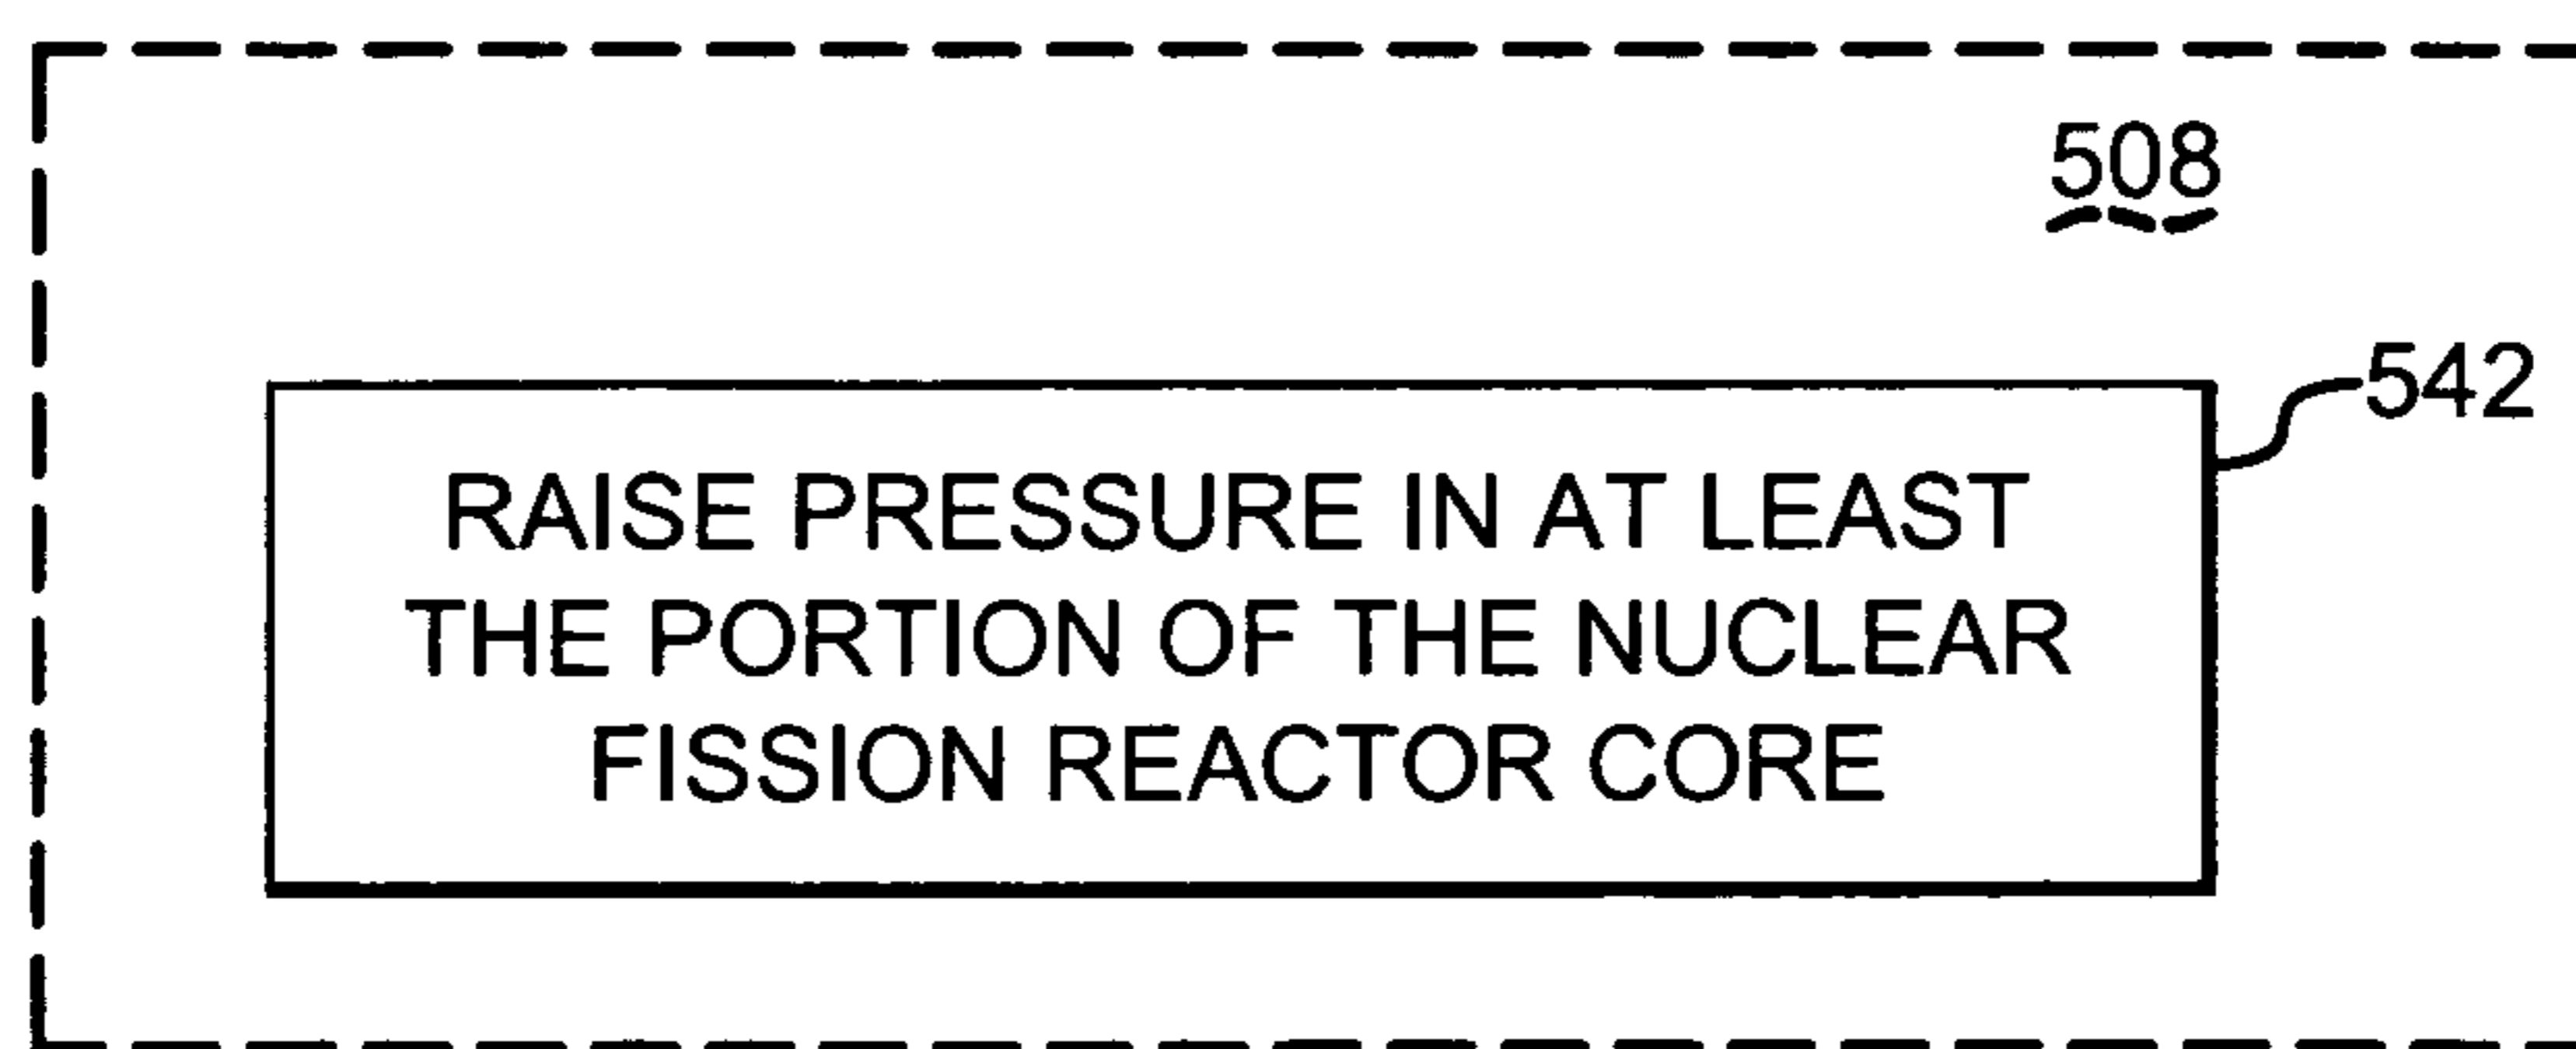 508
542
RAISE PRESSURE IN AT LEAST
THE PORTION OF THE NUCLEAR
FISSION REACTOR CORE